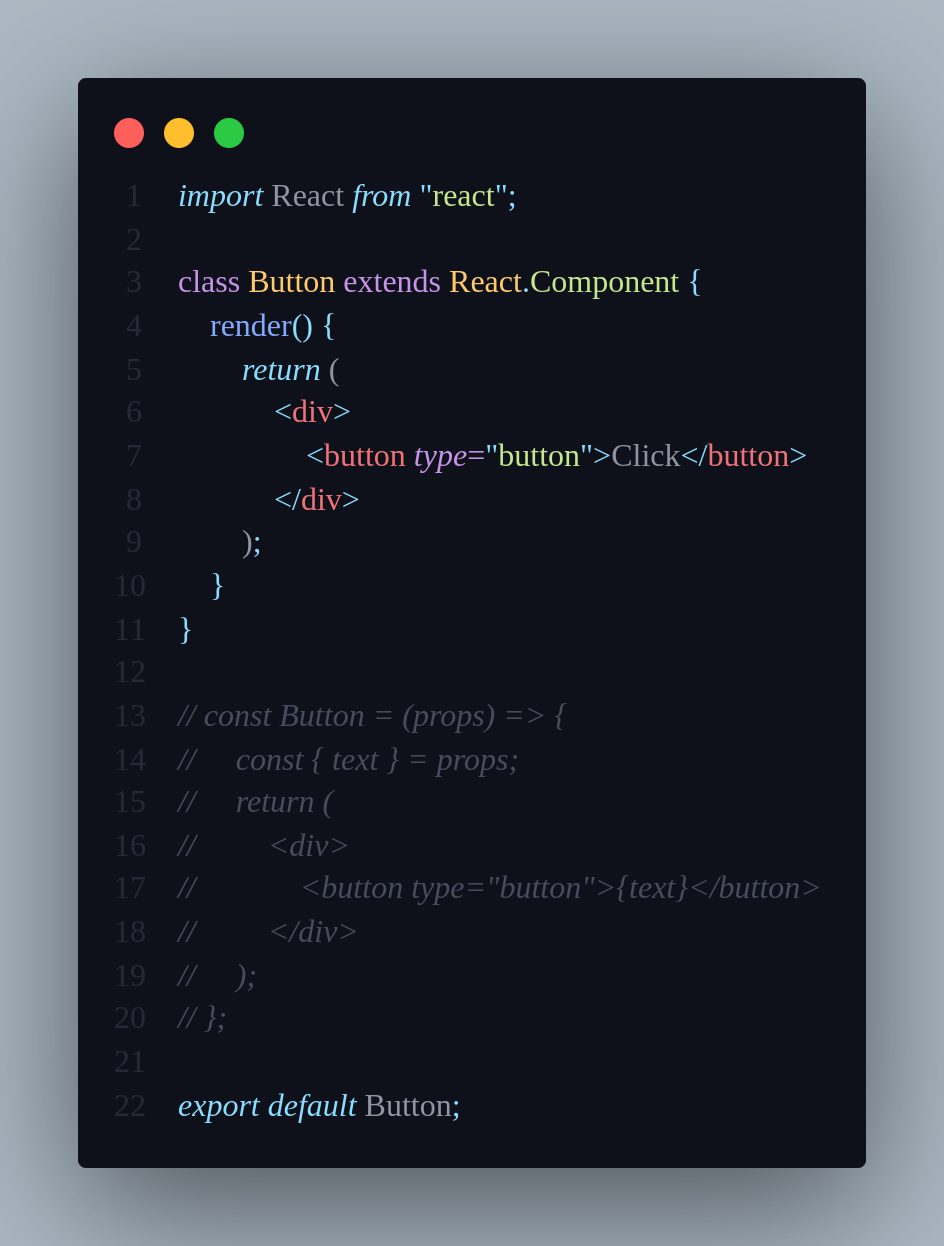 1 import React from "react";
2
3 class Button extends React.Component {
4     render() {
5         return (
6             <div>
7                 <button type="button">Click</button>
8             </div>
9         );
10     }
11 }
12
13 // const Button = (props) => {
14 //     const { text } = props;
15 //     return (
16 //         <div>
17 //             <button type="button">{text}</button>
18 //         </div>
19 //     );
20 // };
21
22 export default Button;